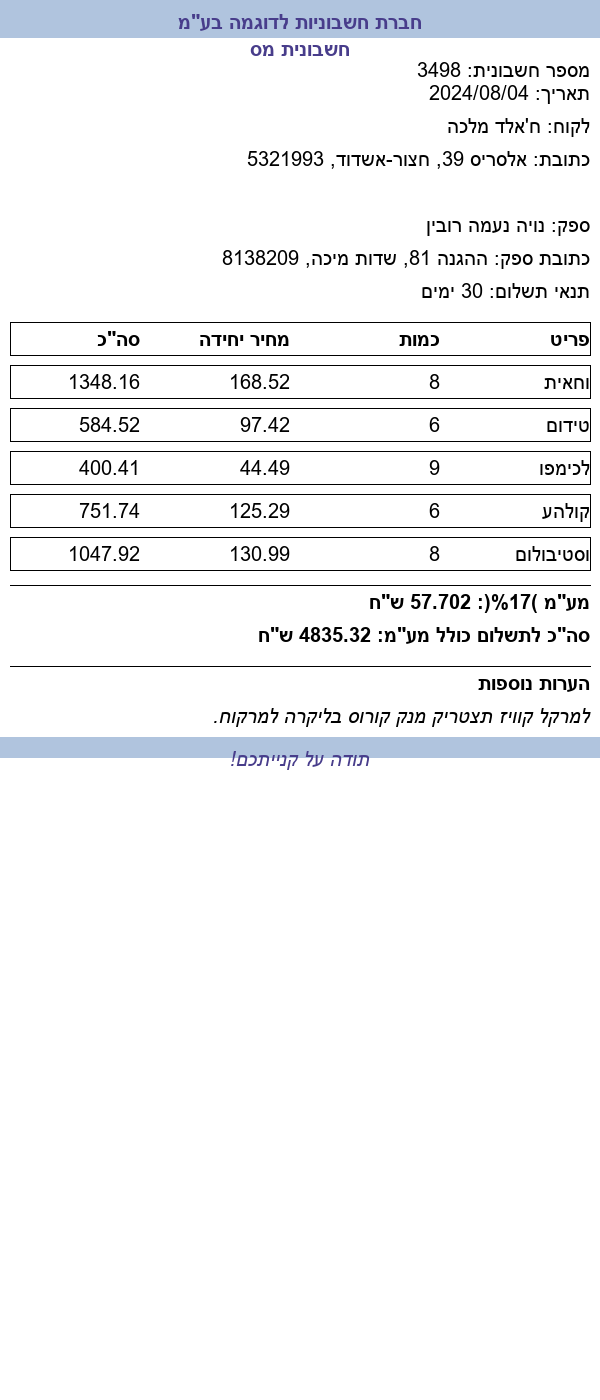 חברת חשבוניות לדוגמה בע"מ
חשבונית מס
מספר חשבונית: 3498
תאריך: 2024/08/04
לקוח: ח'אלד מלכה
כתובת: אלסריס 39, חצור-אשדוד, 5321993
ספק: נויה נעמה רובין
כתובת ספק: ההגנה 81, שדות מיכה, 8138209
תנאי תשלום: 30 ימים
פריט כמות מחיר יחידה סה"כ
וחאית 8 168.52 1348.16
טידום 6 97.42 584.52
לכימפו 9 44.49 400.41
קולהע 6 125.29 751.74
וסטיבולום 8 130.99 1047.92
מע"מ )17%(: 57.702 ש"ח
סה"כ לתשלום כולל מע"מ: 4835.32 ש"ח
הערות נוספות
למרקל קוויז תצטריק מנק קורוס בליקרה למרקוח.
תודה על קנייתכם!